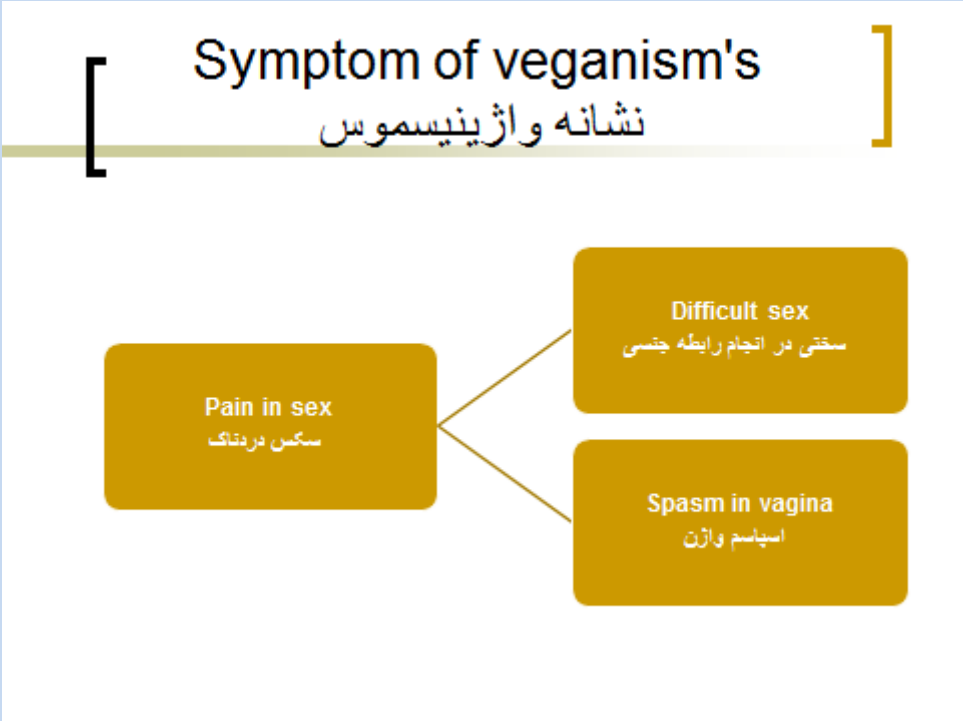 Symptom of veganism's
نشانه واژینیسموس
Pain in sex
سکس دردناک
Difficult sex
سختی در انجام رابطه جنسی
Spasm in vagina
اسپاسم واژن